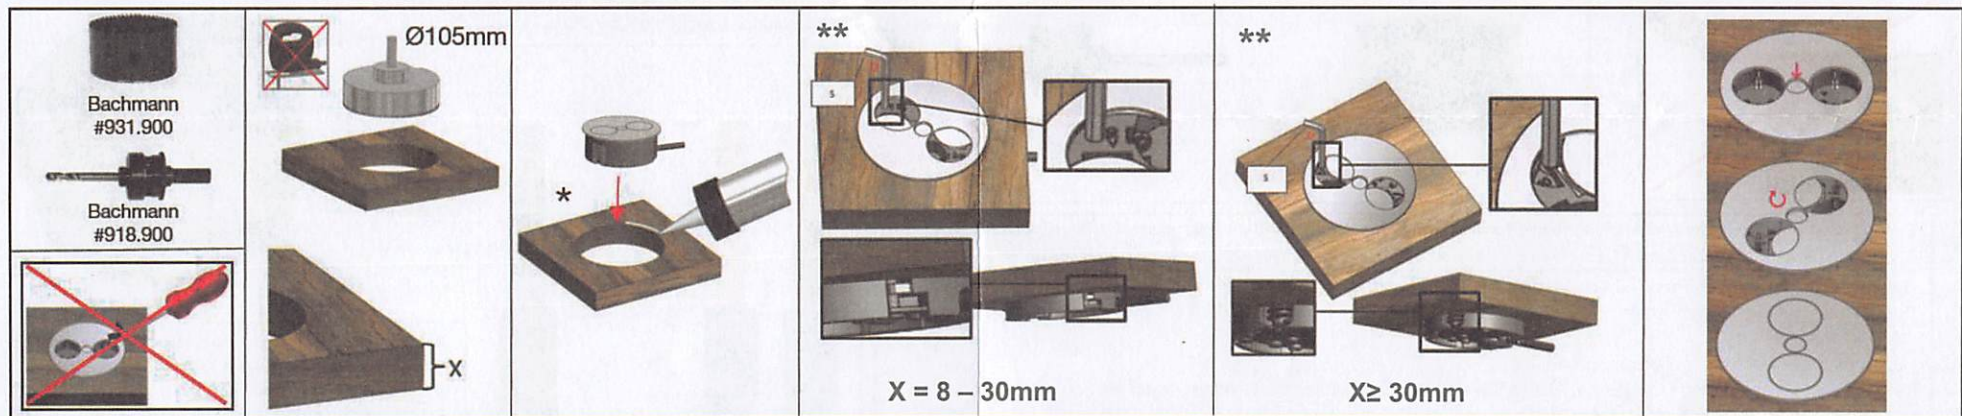 Bachmann
#931.900
Bachmann
#918.900
Ø105mm
X
*
**
s
X = 8 – 30mm
**
s
X≥ 30mm